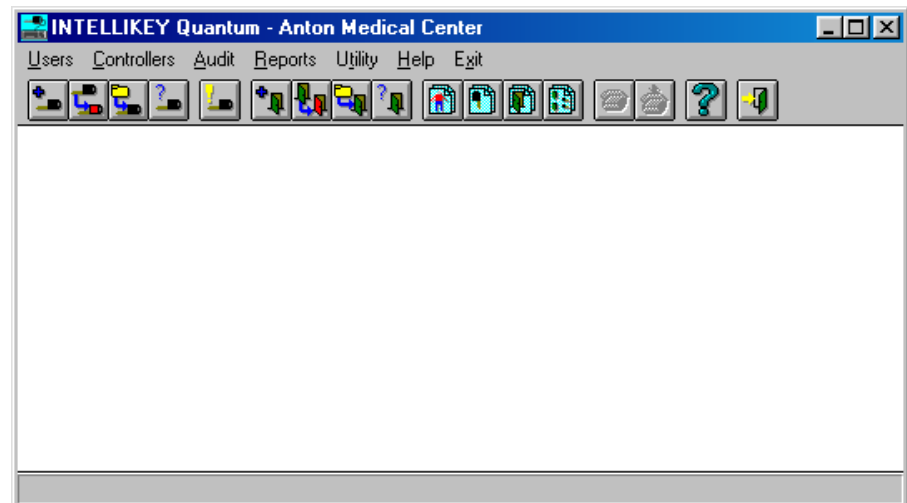 INTELLIKEY Quantum - Anton Medical Center
Users Controllers Audit Reports Utility Help Exit